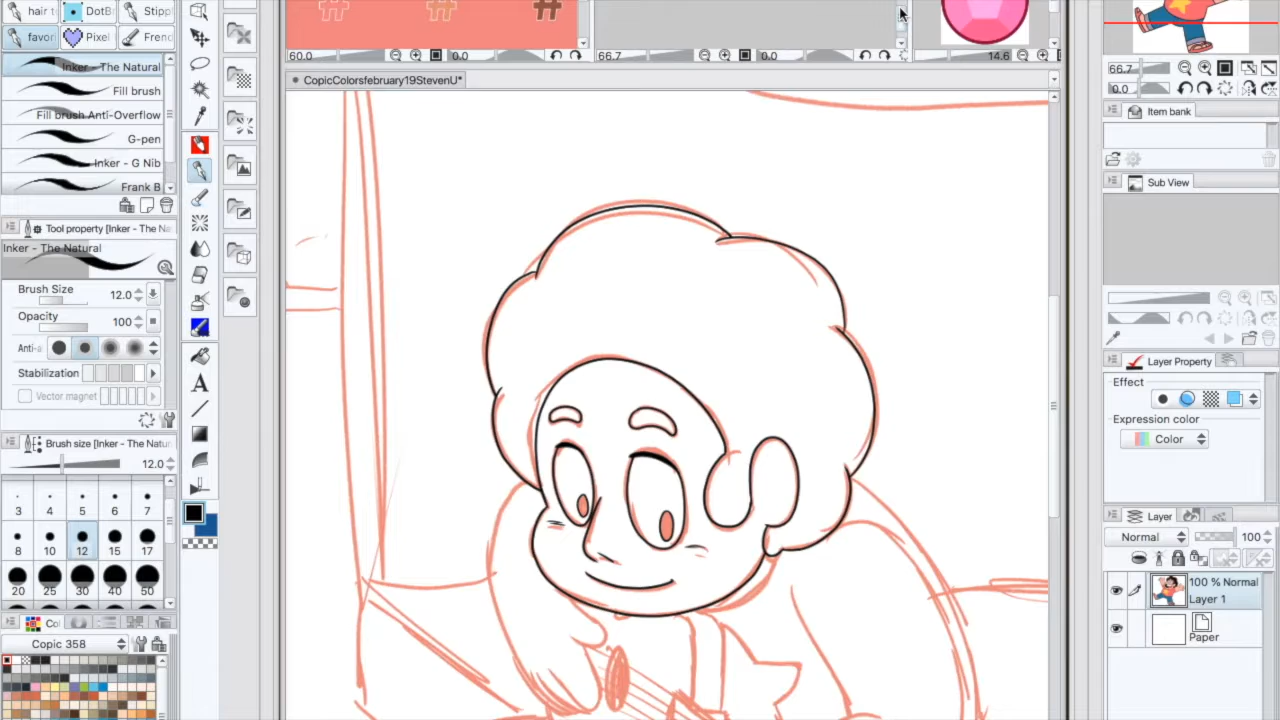 hair t
DotB
Stipp
favor
Pixel
Frenc
Inker - The Natural
Fill brush
Fill brush Anti-Overflow
G-pen
Inker - G Nib
Frank B
Tool property [Inker - The Na
Inker - The Natural
Brush Size 12.0
Opacity 100
Anti-a
Stabilization
Vector magnet
Brush size [Inker - The Natur
12.0
3 4 5 6 7
8 10 12 15 17
20 25 30 40 50
Col
Copic 358
A
# # #
60.0 0.0
66.7 0.0
14.6
CopicColorsfebruary19StevenU*
66.7
0.0
Item bank
Sub View
Layer Property
Effect
Expression color
Color
Layer
Normal 100
100 % Normal
Layer 1
Paper